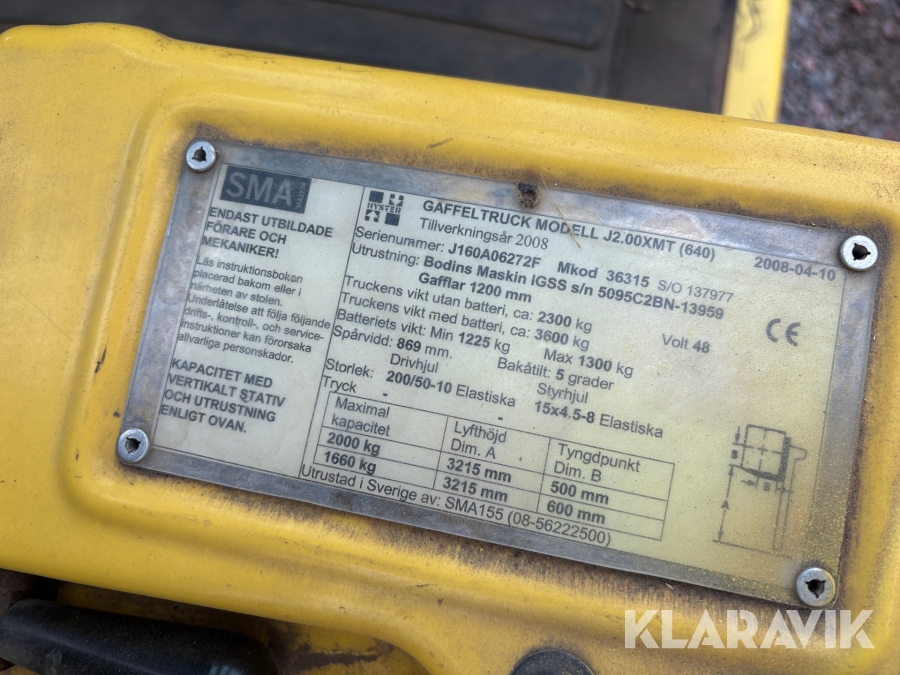 SMA
MASKIN
ENDAST UTBILDADE
FÖRARE OCH
MEKANIKER!
Läs instruktionsboken
placerad bakom eller i
närheten av stolen.
Underlåtelse att följa följande
drifts-, kontroll-, och service-
instruktioner kan förorsaka
allvarliga personskador.
KAPACITET MED
VERTIKALT STATIV
OCH UTRUSTNING
ENLIGT OVAN.
HYSTER
GAFFELTRUCK MODELL J2.00XMT (640)
Tillverkningsår 2008 2008-04-10
Serienummer: J160A06272F Mkod 36315 S/O 137977
Utrustning: Bodins Maskin IGSS s/n 5095C2BN-13959
Gafflar 1200 mm
Truckens vikt utan batteri, ca: 2300 kg
Truckens vikt med batteri, ca: 3600 kg Volt 48
Batteriets vikt: Min 1225 kg Max 1300 kg
Spårvidd: 869 mm. Bakåtilt: 5 grader
Drivhjul Styrhjul
Storlek: 200/50-10 Elastiska 15x4.5-8 Elastiska
Tryck - -
Maximal kapacitet Lyfthöjd Dim. A Tyngdpunkt Dim. B
2000 kg 3215 mm 500 mm
1660 kg 3215 mm 600 mm
Utrustad i Sverige av: SMA155 (08-56222500)
CE
B
B
A
KLARAVIK